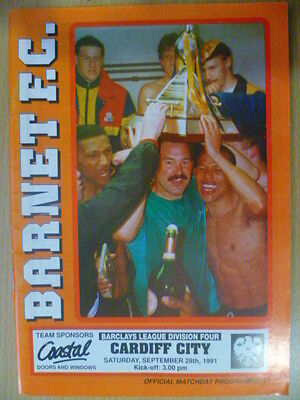 BARNET F.C.
TEAM SPONSORS
Coastal
DOORS AND WINDOWS
BARCLAYS LEAGUE DIVISION FOUR
CARDIFF CITY
SATURDAY, SEPTEMBER 28th, 1991
Kick-off: 3.00 pm
OFFICIAL MATCHDAY PROGRAMME